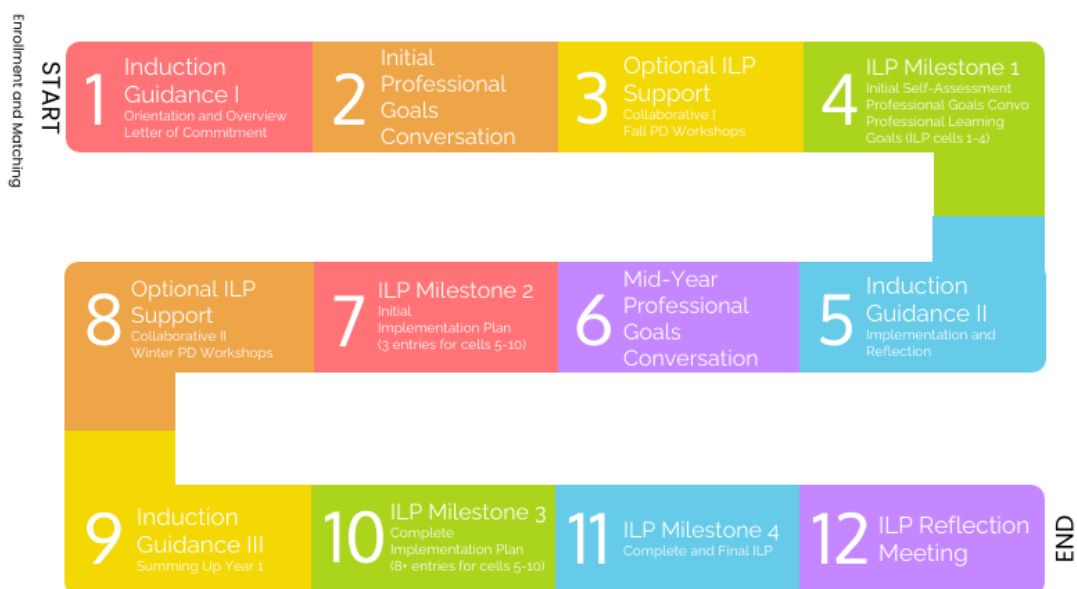 Enrollment and Matching
START
1
Induction
Guidance I
Orientation and Overview
Letter of Commitment
2
Initial
Professional
Goals
Conversation
3
Optional ILP
Support
Collaborative I
Fall PD Workshops
4
ILP Milestone 1
Initial Self-Assessment
Professional Goals Convo
Professional Learning
Goals (ILP cells 1-4)
5
Induction
Guidance II
Implementation and
Reflection
6
Mid-Year
Professional
Goals
Conversation
7
ILP Milestone 2
Initial
Implementation Plan
(3 entries for cells 5-10)
8
Optional ILP
Support
Collaborative II
Winter PD Workshops
9
Induction
Guidance III
Summing Up Year 1
10
ILP Milestone 3
Complete
Implementation Plan
(8+ entries for cells 5-10)
11
ILP Milestone 4
Complete and Final ILP
12
ILP Reflection
Meeting
END